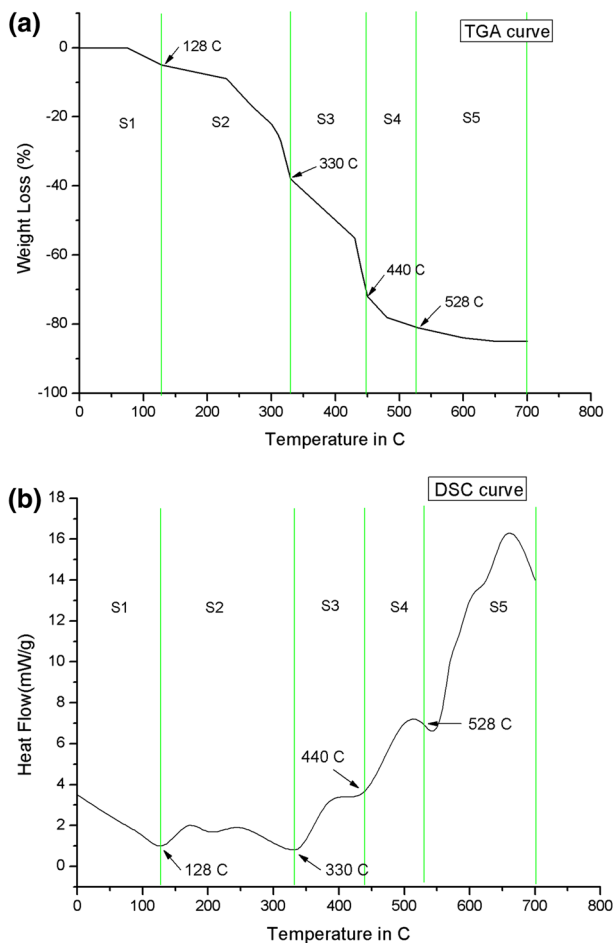 (a)
TGA curve
0
-20
-40
-60
-80
-100
Weight Loss (%)
128 C
330 C
440 C
528 C
S1
S2
S3
S4
S5
0 100 200 300 400 500 600 700 800
Temperature in C
(b)
DSC curve
18
16
14
12
10
8
6
4
2
0
Heat Flow(mW/g)
S1
S2
S3
S4
S5
440 C
528 C
128 C
330 C
0 100 200 300 400 500 600 700 800
Temperature in C